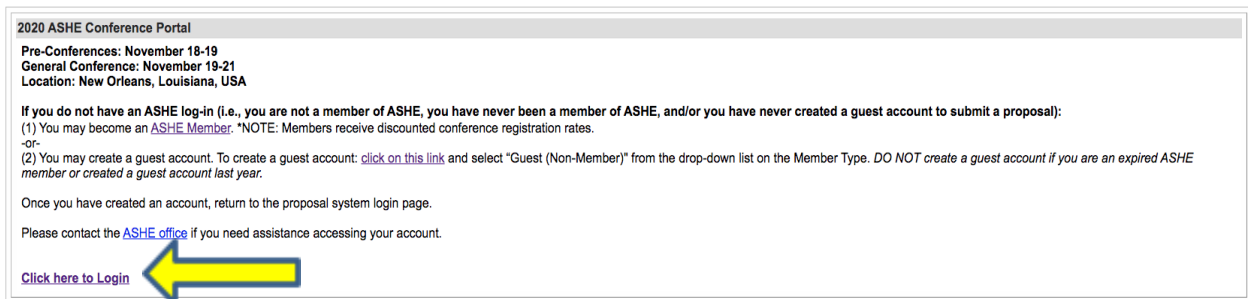 2020 ASHE Conference Portal
Pre-Conferences: November 18-19
General Conference: November 19-21
Location: New Orleans, Louisiana, USA
If you do not have an ASHE log-in (i.e., you are not a member of ASHE, you have never been a member of ASHE, and/or you have never created a guest account to submit a proposal):
(1) You may become an ASHE Member. *NOTE: Members receive discounted conference registration rates.
-or-
(2) You may create a guest account. To create a guest account: click on this link and select “Guest (Non-Member)" from the drop-down list on the Member Type. DO NOT create a guest account if you are an expired ASHE
member or created a guest account last year.
Once you have created an account, return to the proposal system login page.
Please contact the ASHE office if you need assistance accessing your account.
Click here to Login